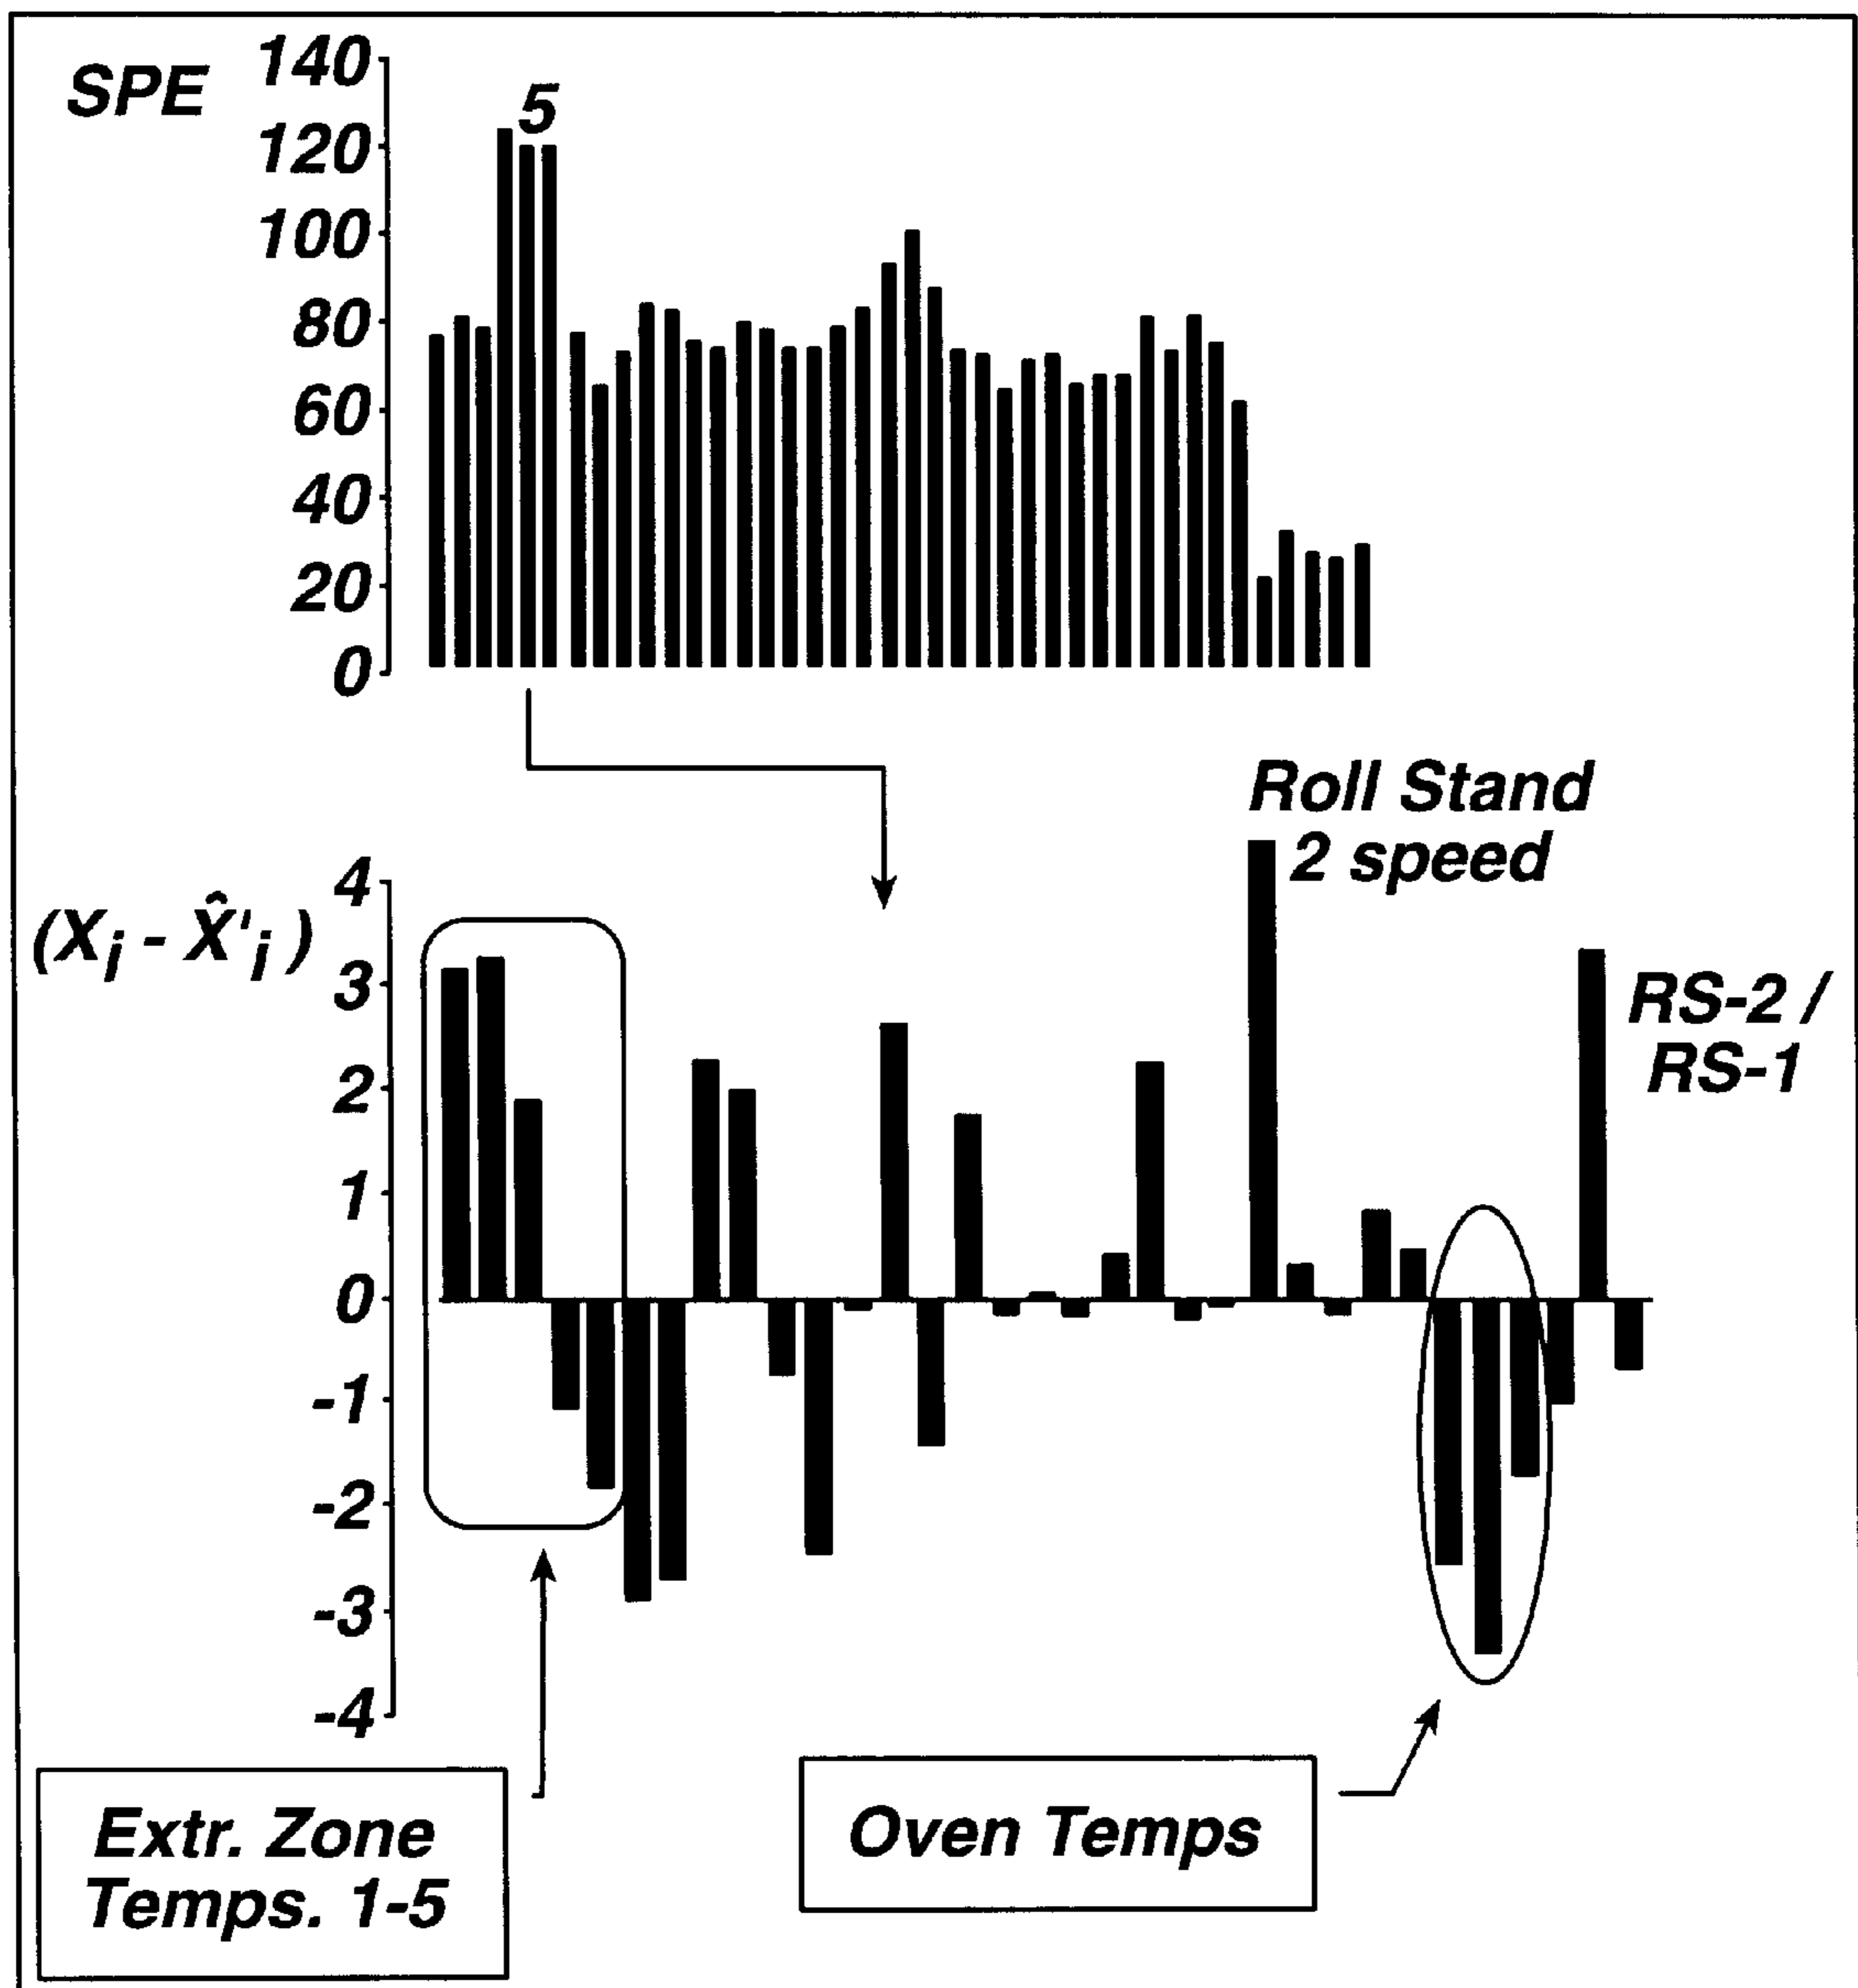 SPE
140
120
100
80
60
40
20
0
5
Roll Stand
2 speed
(Xi - X̂'i )
4
3
2
1
0
-1
-2
-3
-4
RS-2 /
RS-1
Extr. Zone
Temps. 1-5
Oven Temps